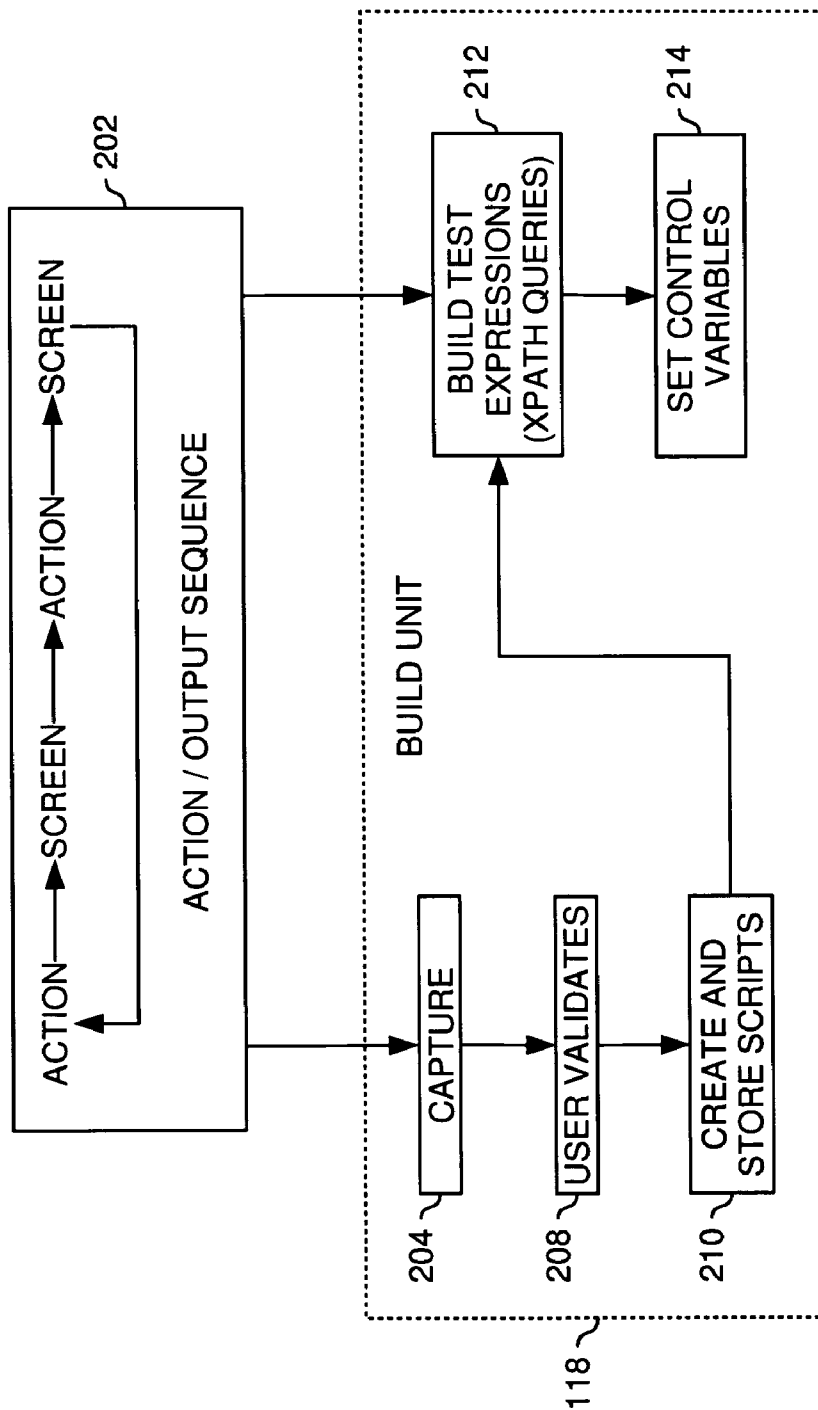 202
ACTION SCREEN ACTION SCREEN
ACTION / OUTPUT SEQUENCE
BUILD UNIT
204
CAPTURE
208
USER VALIDATES
210
CREATE AND
STORE SCRIPTS
212
BUILD TEST
EXPRESSIONS
(XPATH QUERIES)
214
SET CONTROL
VARIABLES
118